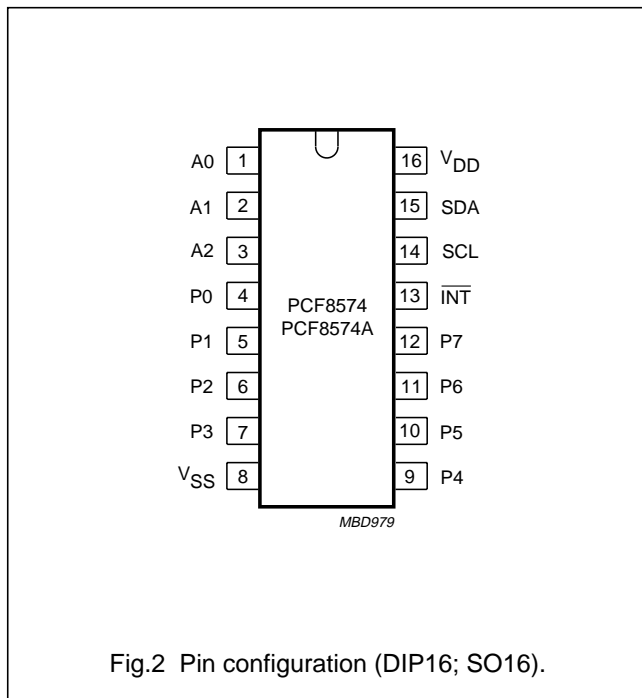 A0 1 16 VDD
A1 2 15 SDA
A2 3 14 SCL
P0 4 13 INT
PCF8574
PCF8574A
P1 5 12 P7
P2 6 11 P6
P3 7 10 P5
VSS 8 9 P4
MBD979
Fig.2 Pin configuration (DIP16; SO16).